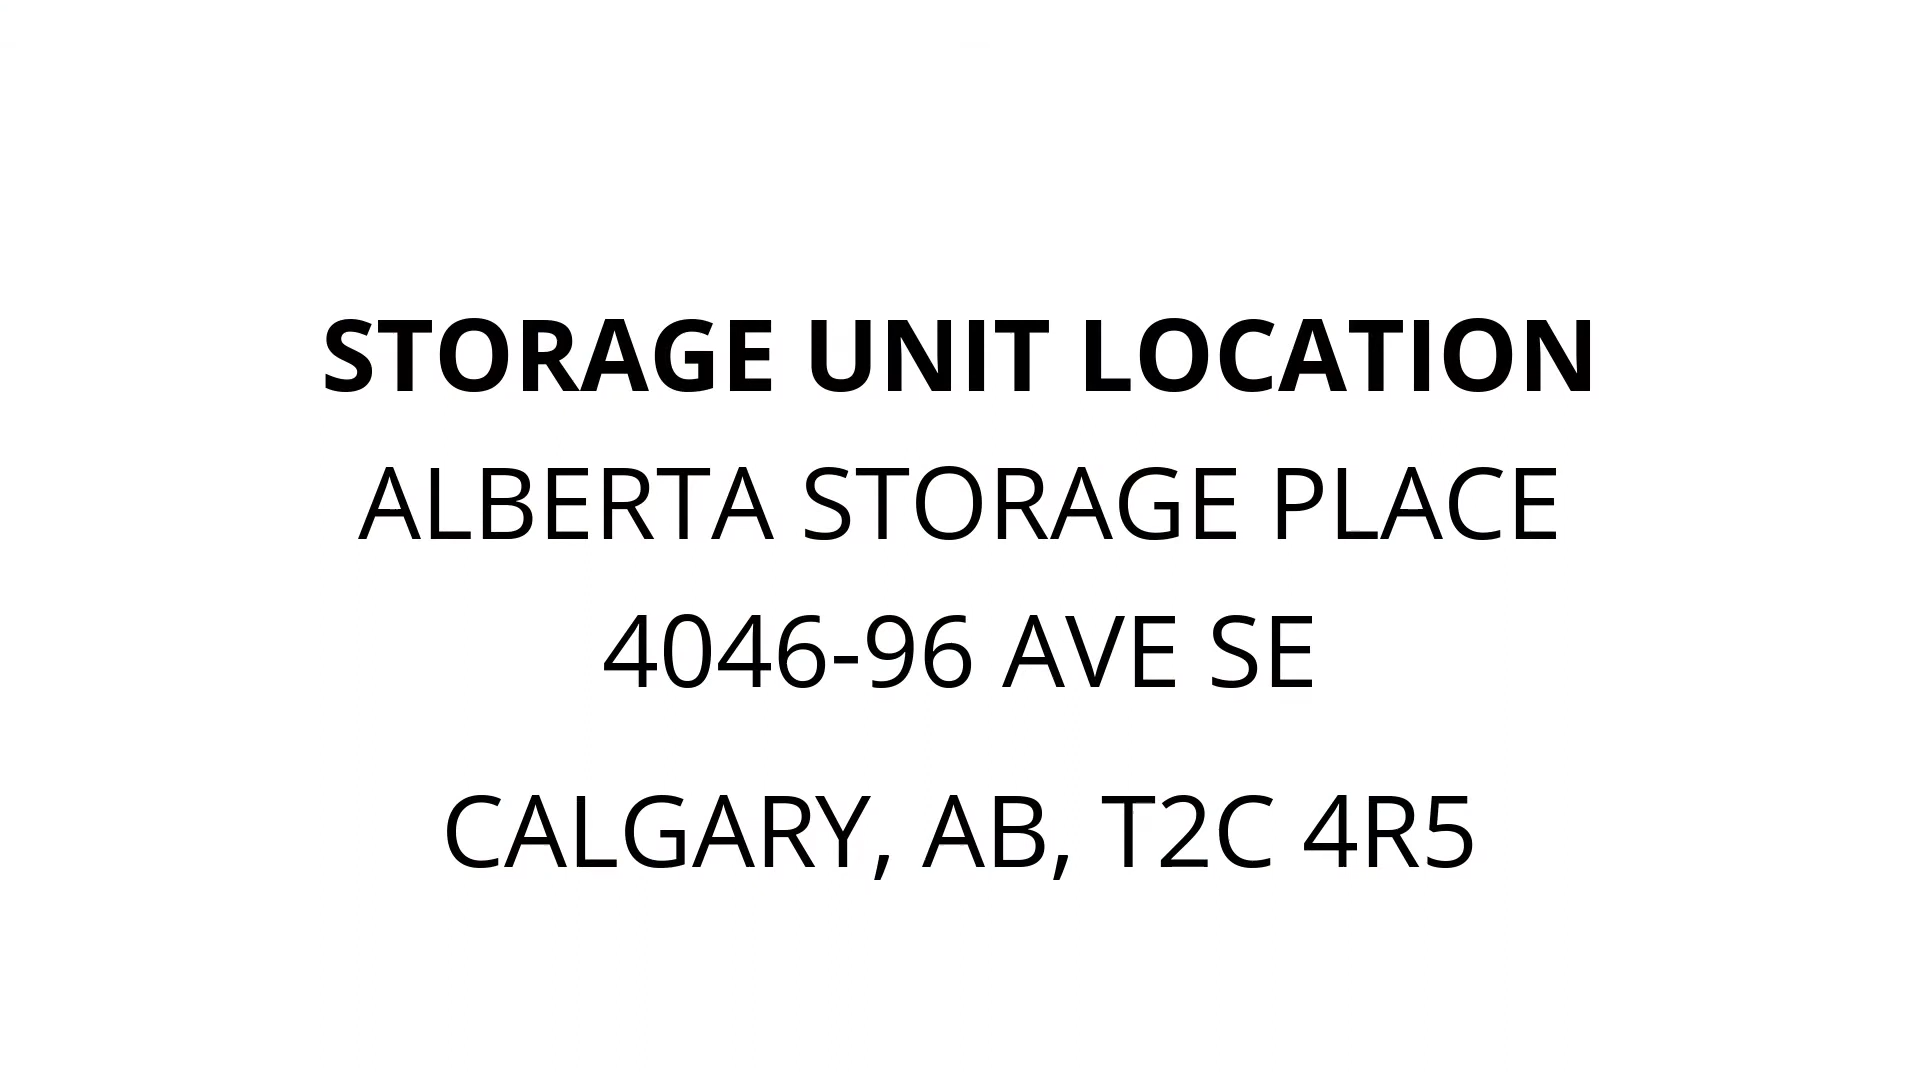 STORAGE UNIT LOCATION
ALBERTA STORAGE PLACE
4046-96 AVE SE
CALGARY, AB, T2C 4R5